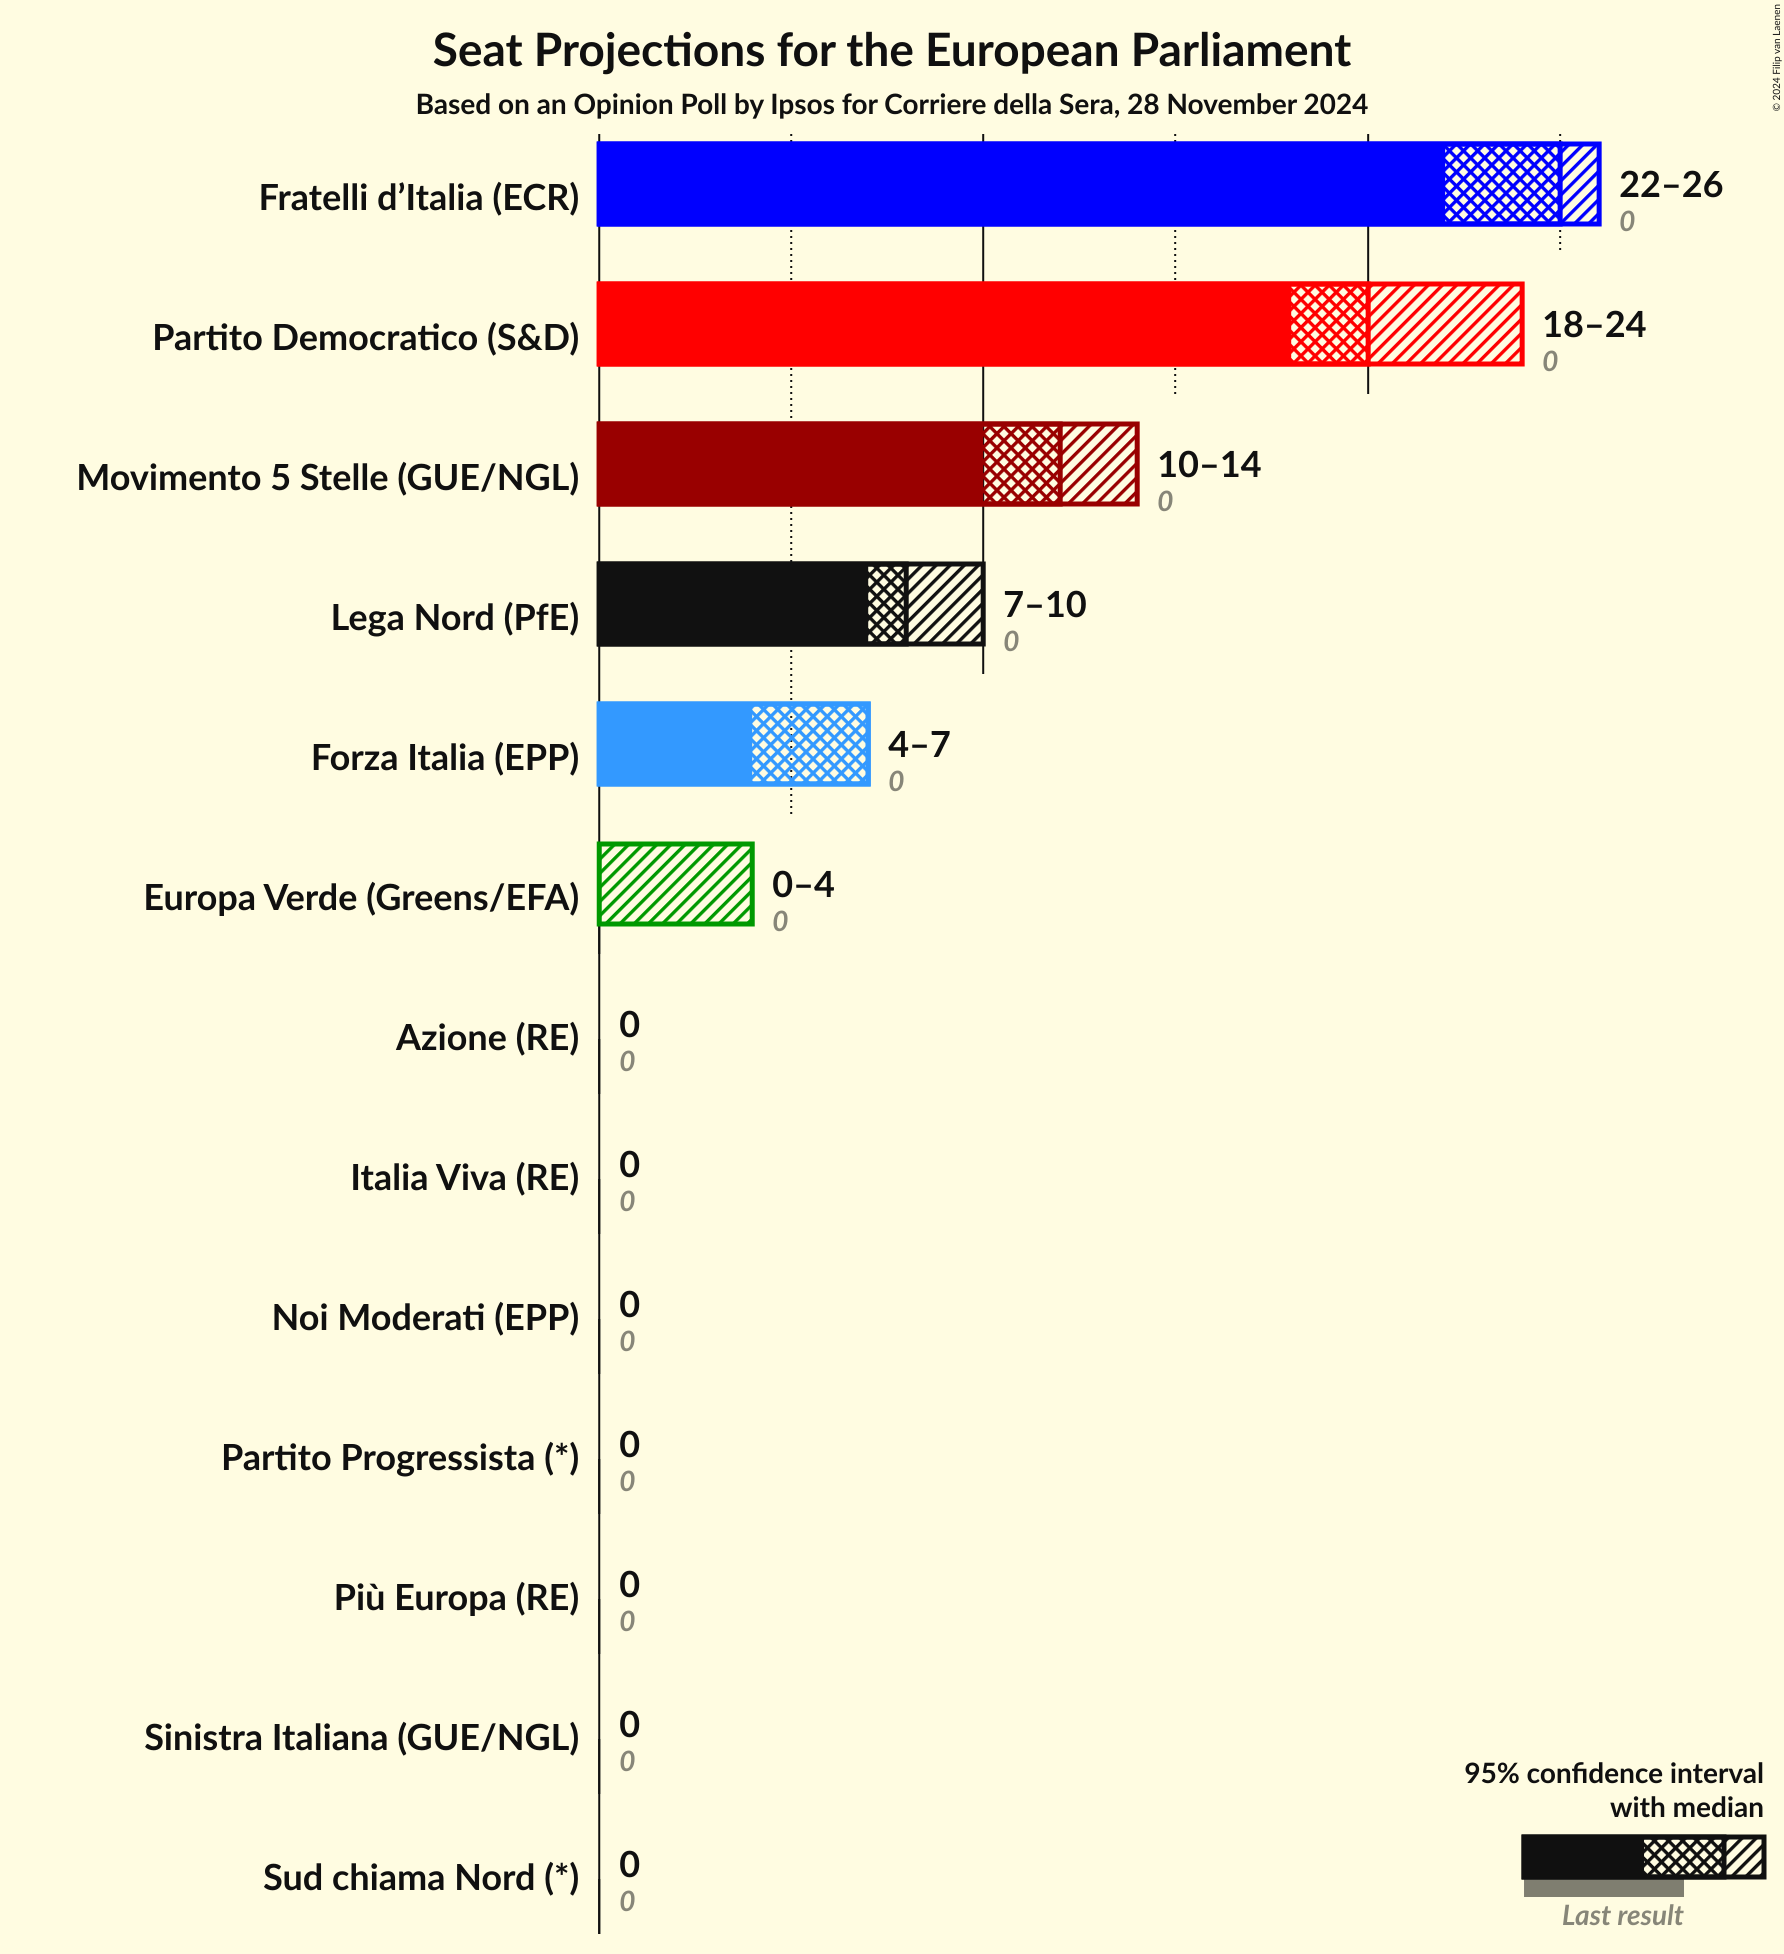 Seat Projections for the European Parliament
Based on an Opinion Poll by Ipsos for Corriere della Sera, 28 November 2024
© 2024 Filip van Laenen
Fratelli d’Italia (ECR)
22–26
0
Partito Democratico (S&D)
18–24
0
Movimento 5 Stelle (GUE/NGL)
10–14
0
Lega Nord (PfE)
7–10
0
Forza Italia (EPP)
4–7
0
Europa Verde (Greens/EFA)
0–4
0
Azione (RE)
0
0
Italia Viva (RE)
0
0
Noi Moderati (EPP)
0
0
Partito Progressista (*)
0
0
Più Europa (RE)
0
0
Sinistra Italiana (GUE/NGL)
0
0
Sud chiama Nord (*)
0
0
95% confidence interval
with median
Last result